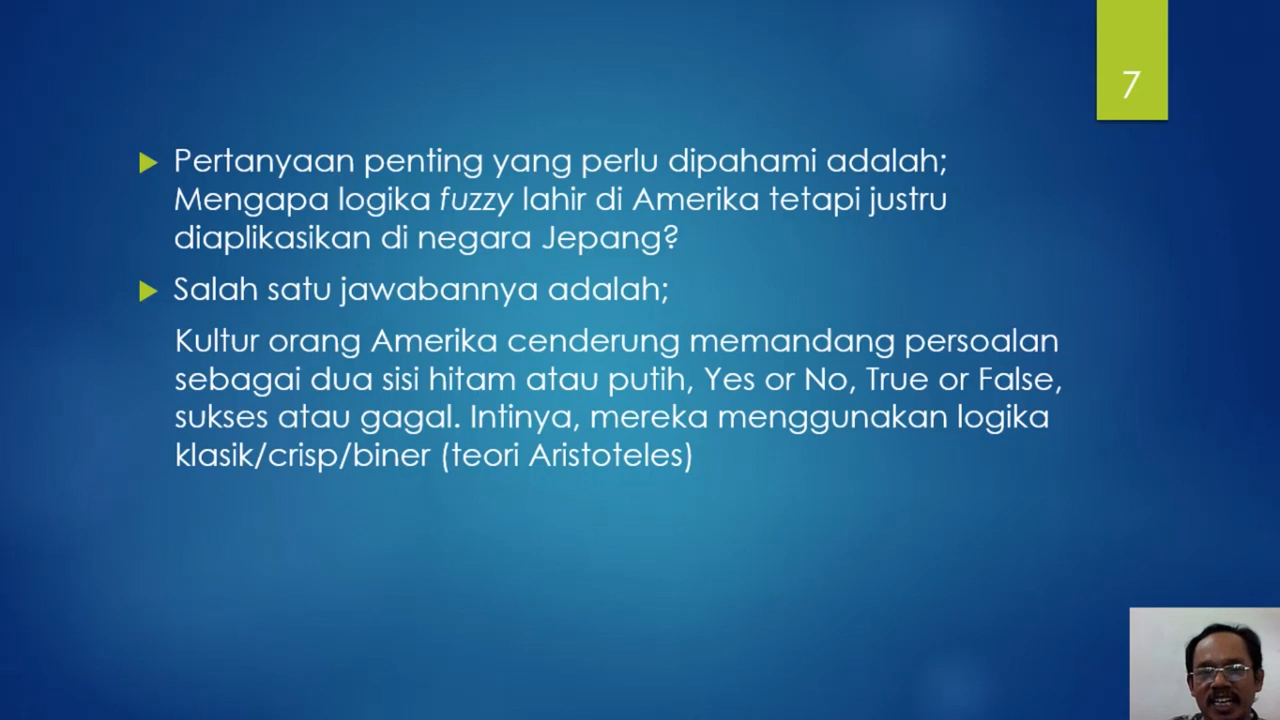 7
Pertanyaan penting yang perlu dipahami adalah;
Mengapa logika fuzzy lahir di Amerika tetapi justru
diaplikasikan di negara Jepang?
Salah satu jawabannya adalah;
Kultur orang Amerika cenderung memandang persoalan
sebagai dua sisi hitam atau putih, Yes or No, True or False,
sukses atau gagal. Intinya, mereka menggunakan logika
klasik/crisp/biner (teori Aristoteles)